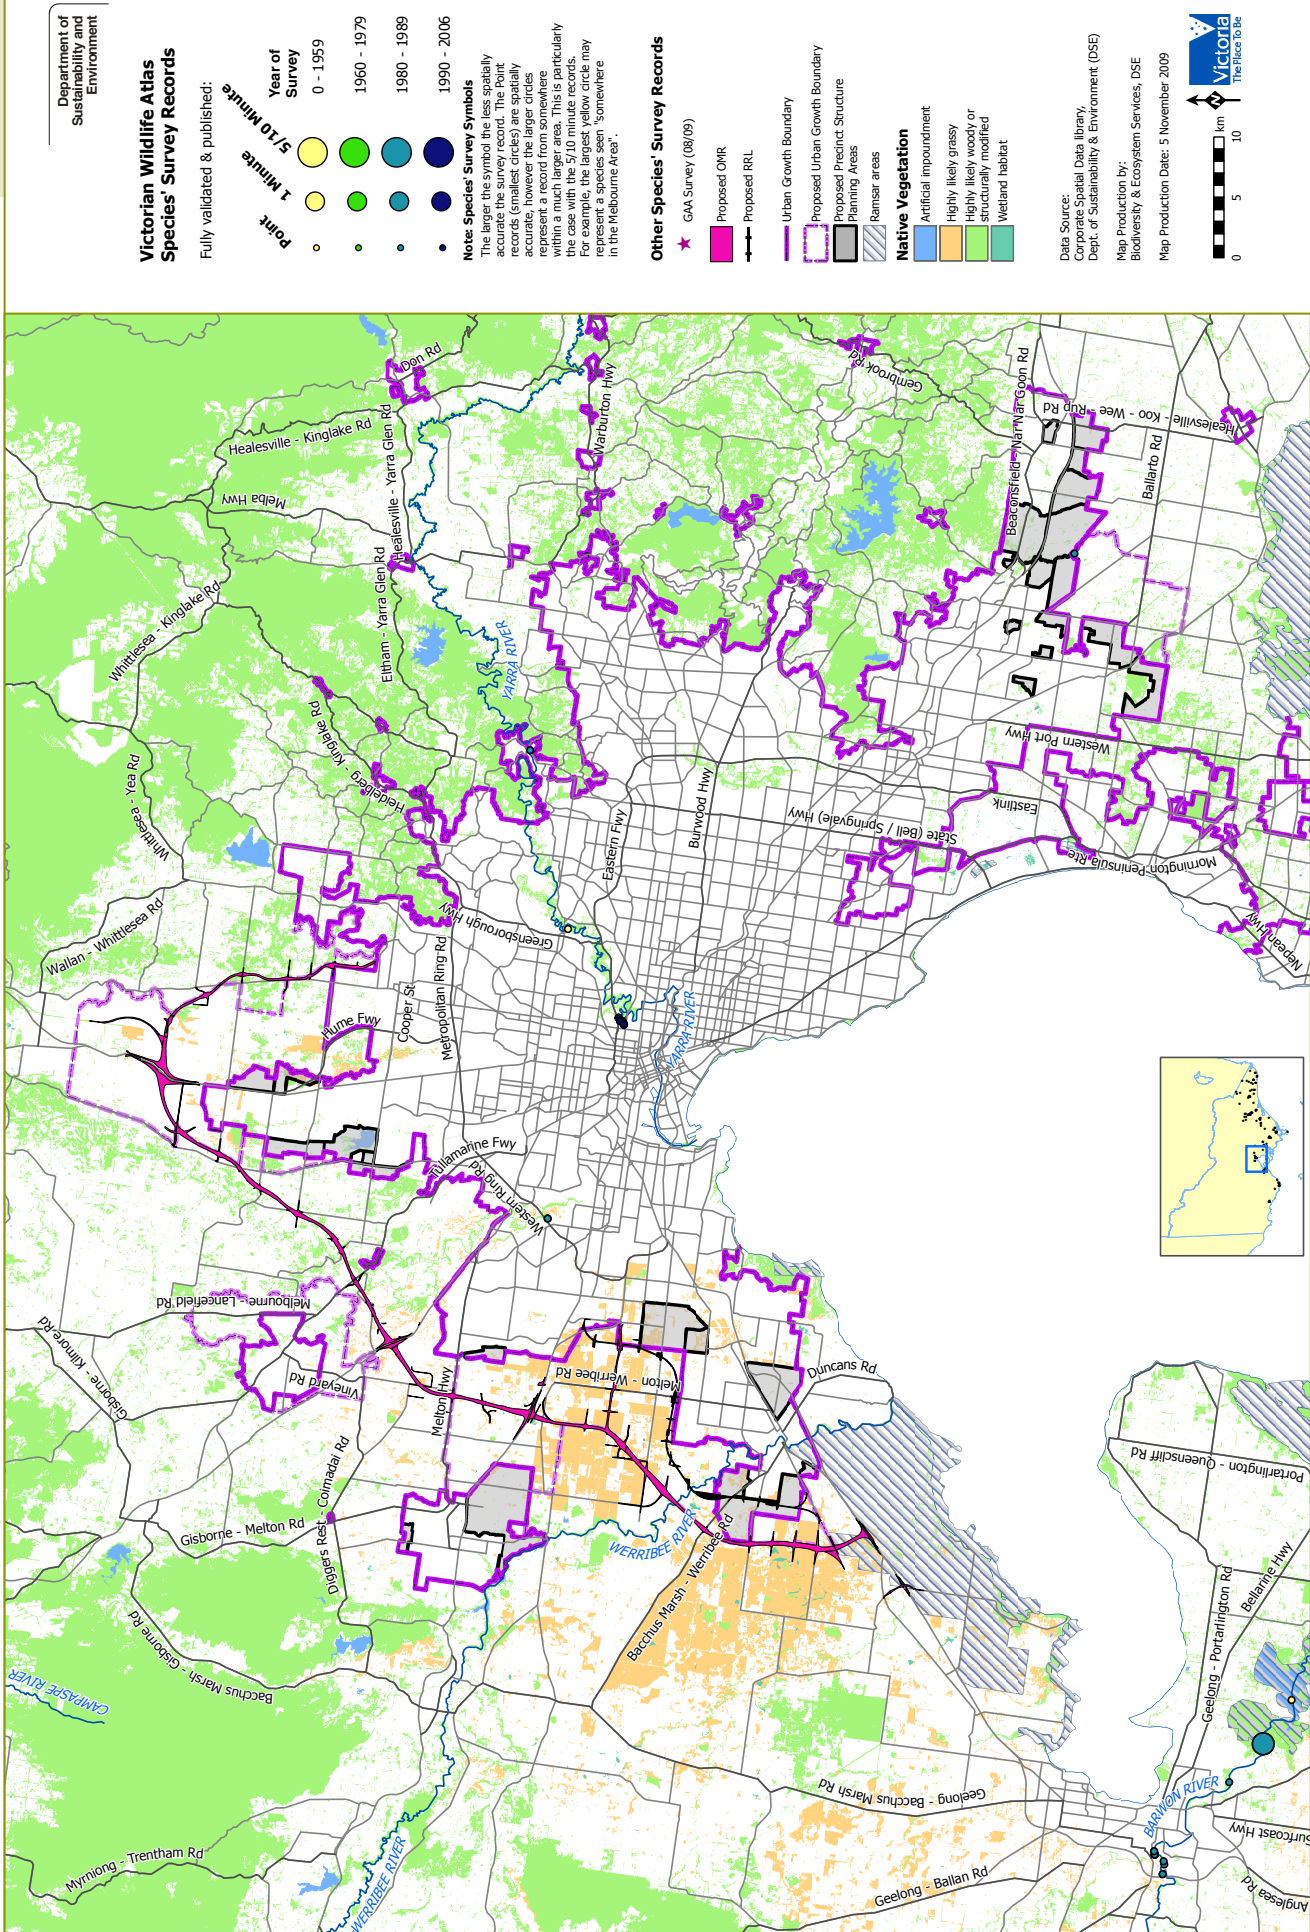 Department of
Sustainability and
Environment
Victorian Wildlife Atlas
Species' Survey Records
Fully validated & published:
Point
1 Minute
5/10 Minute
Year of
Survey
0 - 1959
1960 - 1979
1980 - 1989
1990 - 2006
Note: Species' Survey Symbols
The larger the symbol the less spatially
accurate the survey record. The Point
records (smallest circles) are spatially
accurate, however the larger circles
represent a record from somewhere
within a much larger area. This is particularly
the case with the 5/10 minute records.
For example, the largest yellow circle may
represent a species seen "somewhere
in the Melbourne Area".
Other Species' Survey Records
GAA Survey (08/09)
Proposed OMR
Proposed RRL
Urban Growth Boundary
Proposed Urban Growth Boundary
Proposed Precinct Structure
Planning Areas
Ramsar areas
Native Vegetation
Artificial impoundment
Highly likely grassy
Highly likely woody or
structurally modified
Wetland habitat
Data Source:
Corporate Spatial Data library,
Dept. of Sustainability & Environment (DSE)
Map Production by:
Biodiversity & Ecosystem Services, DSE
Map Production Date: 5 November 2009
0
5
10
km
N
Victoria
The Place To Be
CAMPASPE RIVER
Myrniong - Trentham Rd
WERRIBEE RIVER
Bacchus Marsh - Gisborne Rd
Gisborne - Melton Rd
Diggers Rest - Coimadai Rd
Gisborne - Kilmore Rd
Melbourne - Lancefield Rd
Vineyard Rd
Melton Hwy
Tullamarine Fwy
Western Ring Rd
Hume Fwy
Cooper St
Metropolitan Ring Rd
Wallan - Whittlesea Rd
Whittlesea - Yea Rd
Whittlesea - Kinglake Rd
Heidelberg - Kinglake Rd
Greensborough Hwy
Eltham - Yarra Glen Rd
Melba Hwy
Healesville - Kinglake Rd
Healesville - Yarra Glen Rd
Don Rd
YARRA RIVER
Warburton Hwy
Eastern Fwy
Burwood Hwy
YARRA RIVER
State (Bell / Springvale) Hwy
Eastlink
Mornington Peninsula Rte
Nepean Hwy
Western Port Hwy
Gembrook Rd
Beaconsfield - Nar Nar Goon Rd
Healesville - Koo - Wee - Rup Rd
Ballarto Rd
Melton - Werribee Rd
Duncans Rd
WERRIBEE RIVER
Bacchus Marsh - Werribee Rd
Geelong - Bacchus Marsh Rd
Geelong - Ballan Rd
BARWON RIVER
Geelong - Portarlington Rd
Bellarine Hwy
Portarlington - Queenscliff Rd
Surfcoast Hwy
Anglesea Rd